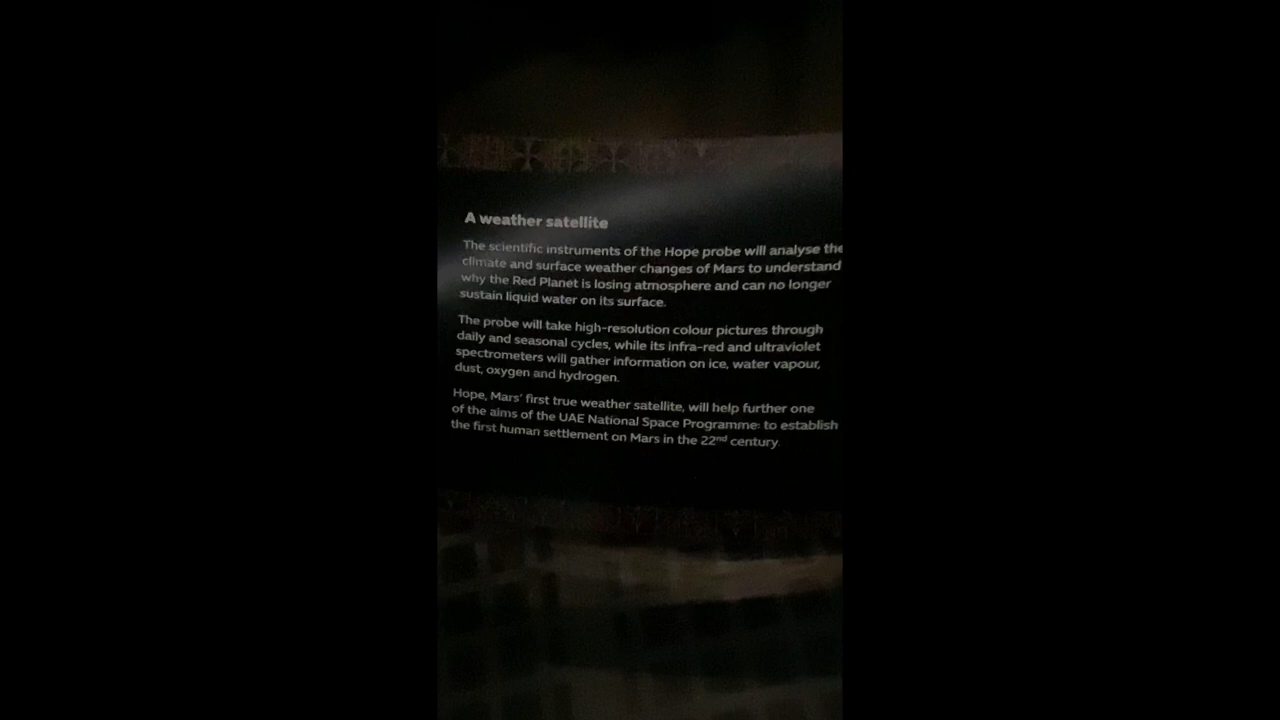 A weather satellite
The scientific instruments of the Hope probe will analyse the
climate and surface weather changes of Mars to understand
why the Red Planet is losing atmosphere and can no longer
sustain liquid water on its surface.
The probe will take high-resolution colour pictures through
daily and seasonal cycles, while its infra-red and ultraviolet
spectrometers will gather information on ice, water vapour,
dust, oxygen and hydrogen.
Hope, Mars' first true weather satellite, will help further one
of the aims of the UAE National Space Programme: to establish
the first human settlement on Mars in the 22nd century.